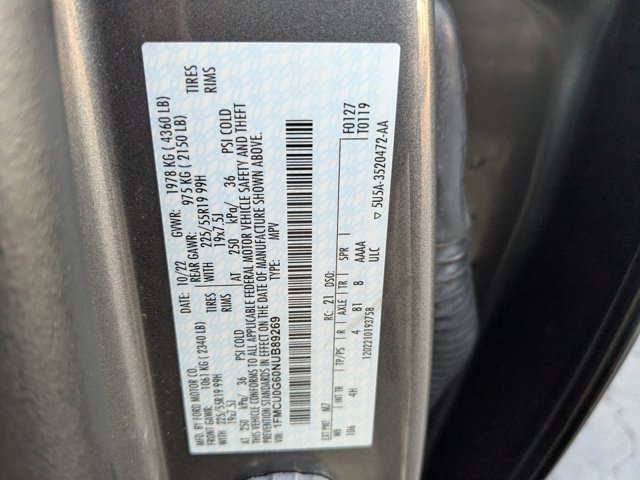 MFD. BY FORD MOTOR CO.
DATE: 10/22 GVWR: 1978 KG ( 4360 LB)
FRONT GAWR: 1061 KG ( 2340 LB) REAR GAWR: 975 KG ( 2150 LB)
WITH 225/55R19 99H TIRES WITH 225/55R19 99H TIRES
19x7.5J RIMS 19x7.5J RIMS
AT 250 kPa/ 36 PSI COLD AT 250 kPa/ 36 PSI COLD
THIS VEHICLE CONFORMS TO ALL APPLICABLE FEDERAL MOTOR VEHICLE SAFETY AND THEFT
PREVENTION STANDARDS IN EFFECT ON THE DATE OF MANUFACTURE SHOWN ABOVE.
VIN: 1FMCU0G60NUB89269 TYPE: MPV
F0127
T0119
EXT PNT: M7 RC: 21 DSO:
WB INT TR TP/PS R AXLE TR SPR
106 4H 4 81 8 AAAA
ULC
1202210193758
▽ 5U5A-3520472-AA